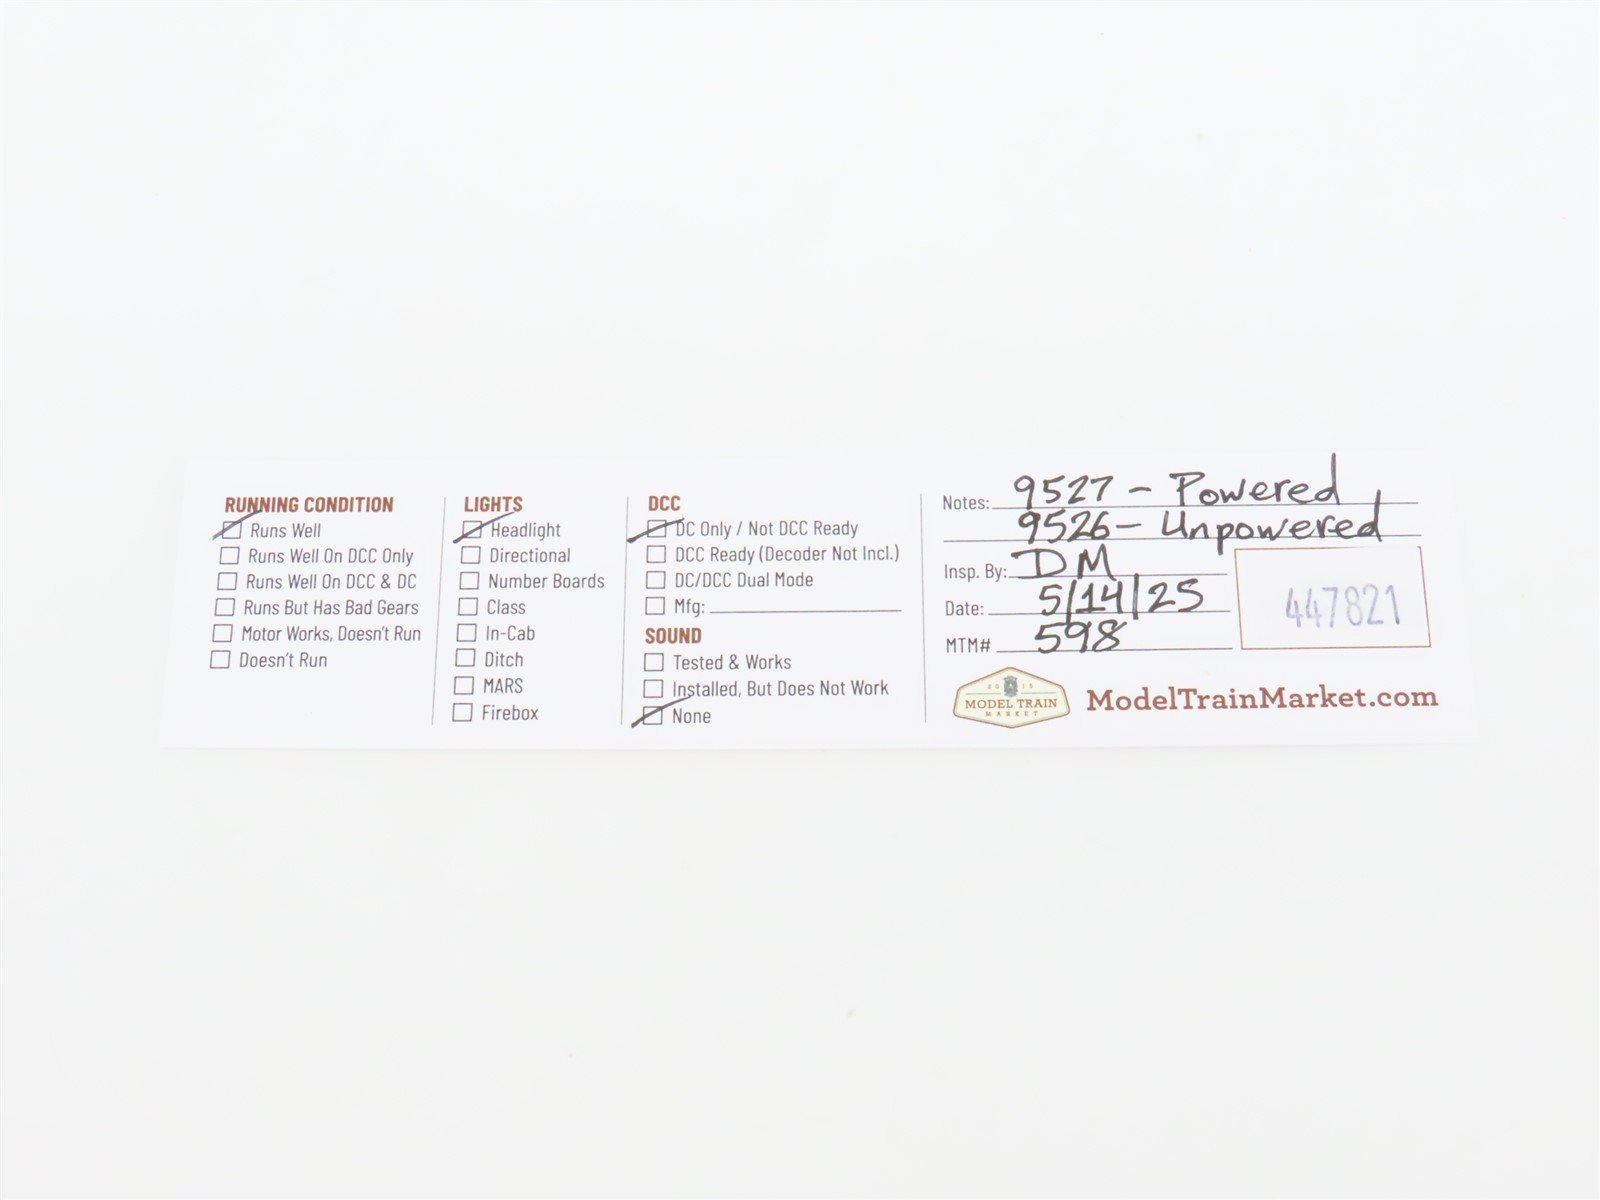 RUNNING CONDITION
Runs Well
Runs Well On DCC Only
Runs Well On DCC & DC
Runs But Has Bad Gears
Motor Works, Doesn't Run
Doesn't Run
LIGHTS
Headlight
Directional
Number Boards
Class
In-Cab
Ditch
MARS
Firebox
DCC
DC Only / Not DCC Ready
DCC Ready (Decoder Not Incl.)
DC/DCC Dual Mode
Mfg:
SOUND
Tested & Works
Installed, But Does Not Work
None
Notes: 9527 - Powered
9526 - Unpowered
Insp. By: DM
Date: 5/14/25
MTM# 598
447821
2015
MODEL TRAIN
MARKET
ModelTrainMarket.com